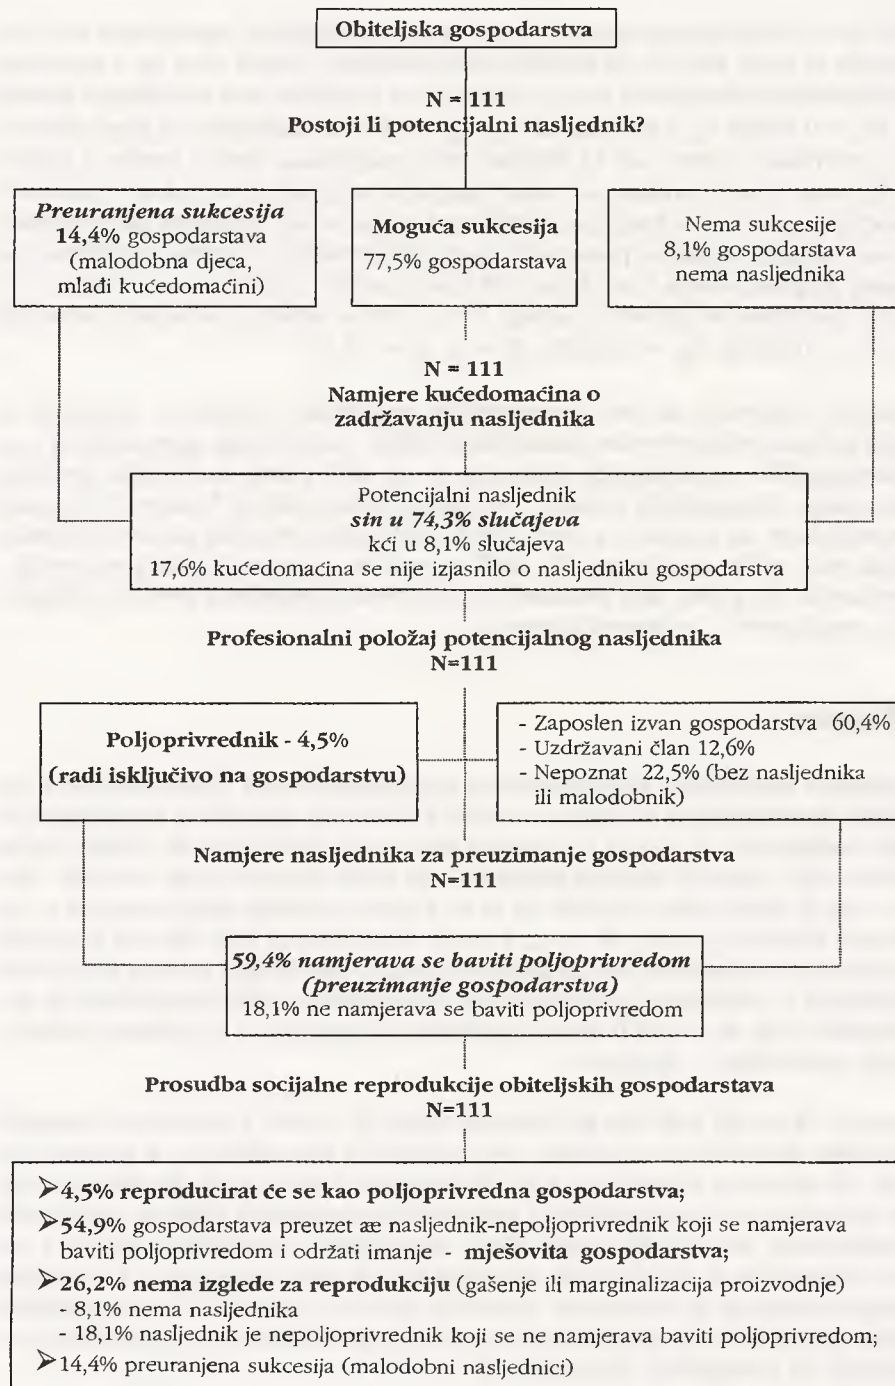 Obiteljska gospodarstva
N = 111
Postoji li potencijalni nasljednik?
Preuranjena sukcesija
14,4% gospodarstava
(malodobna djeca,
mlađi kućedomaćini)
Moguća sukcesija
77,5% gospodarstava
Nema sukcesije
8,1% gospodarstava
nema nasljednika
N = 111
Namjere kućedomaćina o
zadržavanju nasljednika
Potencijalni nasljednik
sin u 74,3% slučajeva
kći u 8,1% slučajeva
17,6% kućedomaćina se nije izjasnilo o nasljedniku gospodarstva
Profesionalni položaj potencijalnog nasljednika
N=111
Poljoprivrednik - 4,5%
(radi isključivo na gospodarstvu)
- Zaposlen izvan gospodarstva 60,4%
- Uzdržavani član 12,6%
- Nepoznat 22,5% (bez nasljednika
ili malodobnik)
Namjere nasljednika za preuzimanje gospodarstva
N=111
59,4% namjerava se baviti poljoprivredom
(preuzimanje gospodarstva)
18,1% ne namjerava se baviti poljoprivredom
Prosudba socijalne reprodukcije obiteljskih gospodarstava
N=111
➢4,5% reproducirat će se kao poljoprivredna gospodarstva;
➢54,9% gospodarstava preuzet æe nasljednik-nepoljoprivrednik koji se namjerava
baviti poljoprivredom i održati imanje - mješovita gospodarstva;
➢26,2% nema izglede za reprodukciju (gašenje ili marginalizacija proizvodnje)
- 8,1% nema nasljednika
- 18,1% nasljednik je nepoljoprivrednik koji se ne namjerava baviti poljoprivredom;
➢14,4% preuranjena sukcesija (malodobni nasljednici)